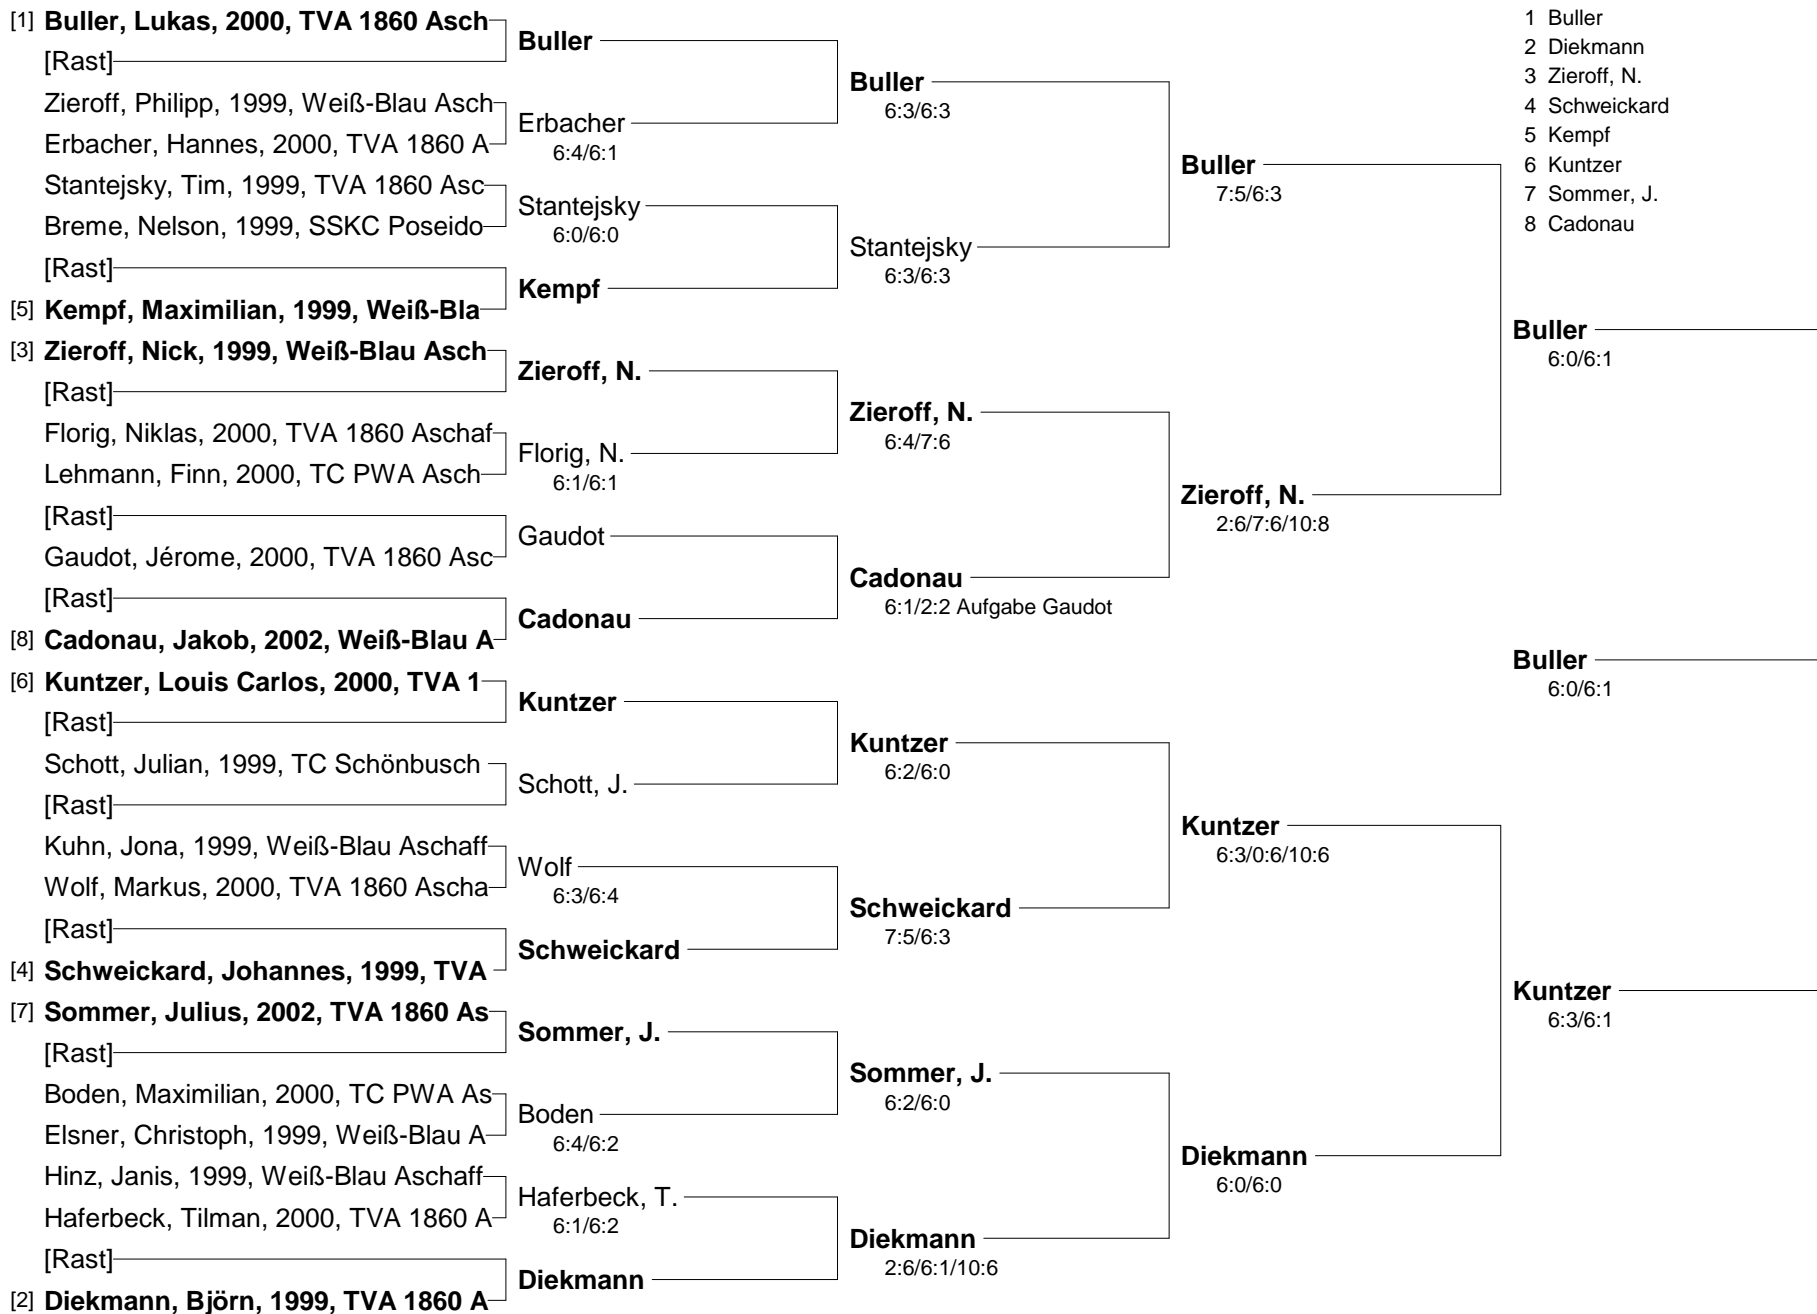 [1] Buller, Lukas, 2000, TVA 1860 Asch
[Rast]
Zieroff, Philipp, 1999, Weiß-Blau Asch
Erbacher, Hannes, 2000, TVA 1860 A
Stantejsky, Tim, 1999, TVA 1860 Asc
Breme, Nelson, 1999, SSKC Poseido
[Rast]
[5] Kempf, Maximilian, 1999, Weiß-Bla
[3] Zieroff, Nick, 1999, Weiß-Blau Asch
[Rast]
Florig, Niklas, 2000, TVA 1860 Aschaf
Lehmann, Finn, 2000, TC PWA Asch
[Rast]
Gaudot, Jérome, 2000, TVA 1860 Asc
[Rast]
[8] Cadonau, Jakob, 2002, Weiß-Blau A
[6] Kuntzer, Louis Carlos, 2000, TVA 1
[Rast]
Schott, Julian, 1999, TC Schönbusch
[Rast]
Kuhn, Jona, 1999, Weiß-Blau Aschaff
Wolf, Markus, 2000, TVA 1860 Ascha
[Rast]
[4] Schweickard, Johannes, 1999, TVA
[7] Sommer, Julius, 2002, TVA 1860 As
[Rast]
Boden, Maximilian, 2000, TC PWA As
Elsner, Christoph, 1999, Weiß-Blau A
Hinz, Janis, 1999, Weiß-Blau Aschaff
Haferbeck, Tilman, 2000, TVA 1860 A
[Rast]
[2] Diekmann, Björn, 1999, TVA 1860 A
Buller
Erbacher
6:4/6:1
Stantejsky
6:0/6:0
Kempf
Zieroff, N.
Florig, N.
6:1/6:1
Gaudot
Cadonau
Kuntzer
Schott, J.
Wolf
6:3/6:4
Schweickard
Sommer, J.
Boden
6:4/6:2
Haferbeck, T.
6:1/6:2
Diekmann
Buller
6:3/6:3
Stantejsky
6:3/6:3
Zieroff, N.
6:4/7:6
Cadonau
6:1/2:2 Aufgabe Gaudot
Kuntzer
6:2/6:0
Schweickard
7:5/6:3
Sommer, J.
6:2/6:0
Diekmann
2:6/6:1/10:6
Buller
7:5/6:3
Zieroff, N.
2:6/7:6/10:8
Kuntzer
6:3/0:6/10:6
Diekmann
6:0/6:0
1 Buller
2 Diekmann
3 Zieroff, N.
4 Schweickard
5 Kempf
6 Kuntzer
7 Sommer, J.
8 Cadonau
Buller
6:0/6:1
Buller
6:0/6:1
Kuntzer
6:3/6:1